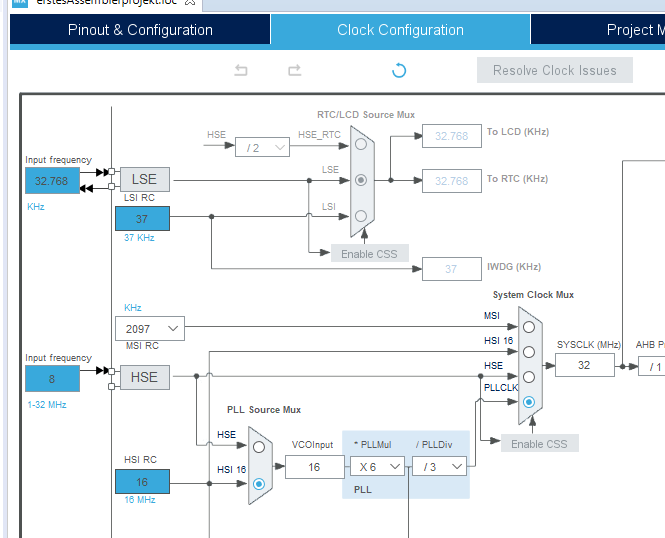 MX erstesAssemblerprojekt.ioc
Pinout & Configuration
Clock Configuration
Project M
Resolve Clock Issues
RTC/LCD Source Mux
HSE
/ 2
HSE_RTC
32.768
To LCD (KHz)
Input frequency
32.768
LSE
LSE
32.768
To RTC (KHz)
KHz
LSI RC
37
LSI
37 KHz
Enable CSS
37
IWDG (KHz)
System Clock Mux
KHz
MSI
2097
MSI RC
HSI 16
SYSCLK (MHz)
AHB P
Input frequency
HSE
32
/ 1
8
HSE
PLLCLK
1-32 MHz
PLL Source Mux
HSE
VCOInput
* PLLMul
/ PLLDiv
Enable CSS
HSI RC
HSI 16
16
X 6
/ 3
16
PLL
16 MHz